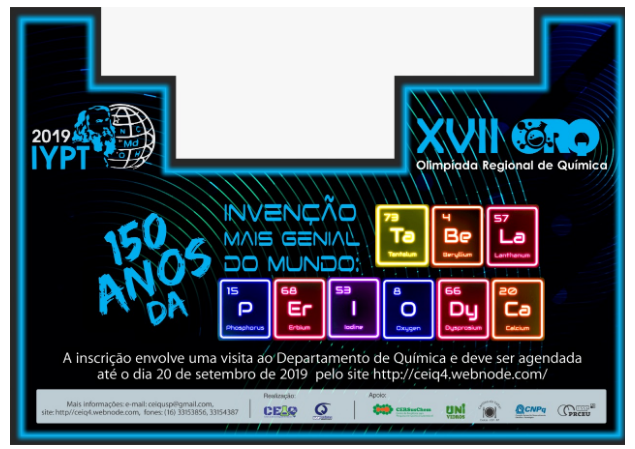 2019
IYPT
N C
Md
O H
XVII ORQ
Olimpíada Regional de Química
150
ANOS
DA
INVENÇÃO
MAIS GENIAL
DO MUNDO:
73
Ta
Tantalum
4
Be
Beryllium
57
La
Lanthanum
15
P
Phosphorus
68
Er
Erbium
53
I
Iodine
8
O
Oxygen
66
Dy
Dysprosium
20
Ca
Calcium
A inscrição envolve uma visita ao Departamento de Química e deve ser agendada
até o dia 20 de setembro de 2019 pelo site http://ceiq4.webnode.com/
Mais informações: e-mail: ceiqusp@gmail.com,
site: http//ceiq4.webnode.com, fones: (16) 33153856, 33154387
Realização:
CEIQ
Apoio:
UNI
CNPq
PRCEU